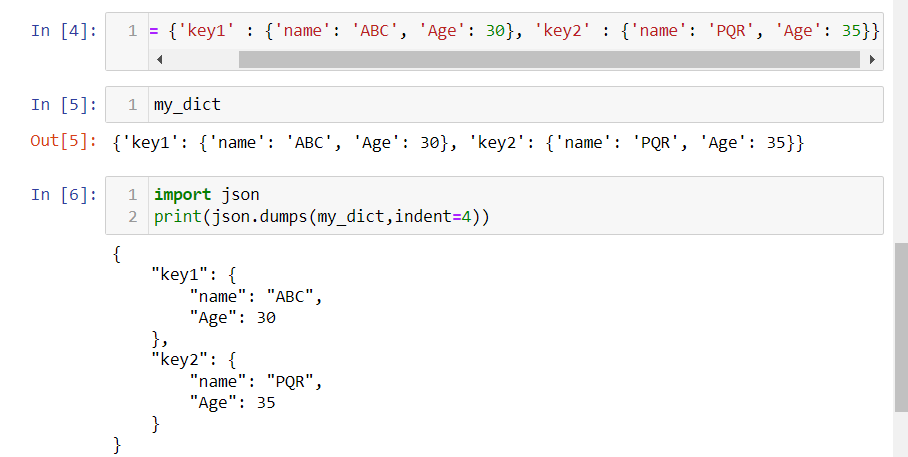 In [4]: 1 = {'key1' : {'name': 'ABC', 'Age': 30}, 'key2' : {'name': 'PQR', 'Age': 35}}
In [5]: 1 my_dict
Out[5]: {'key1': {'name': 'ABC', 'Age': 30}, 'key2': {'name': 'PQR', 'Age': 35}}
In [6]: 1 import json
2 print(json.dumps(my_dict,indent=4))
{
    "key1": {
        "name": "ABC",
        "Age": 30
    },
    "key2": {
        "name": "PQR",
        "Age": 35
    }
}